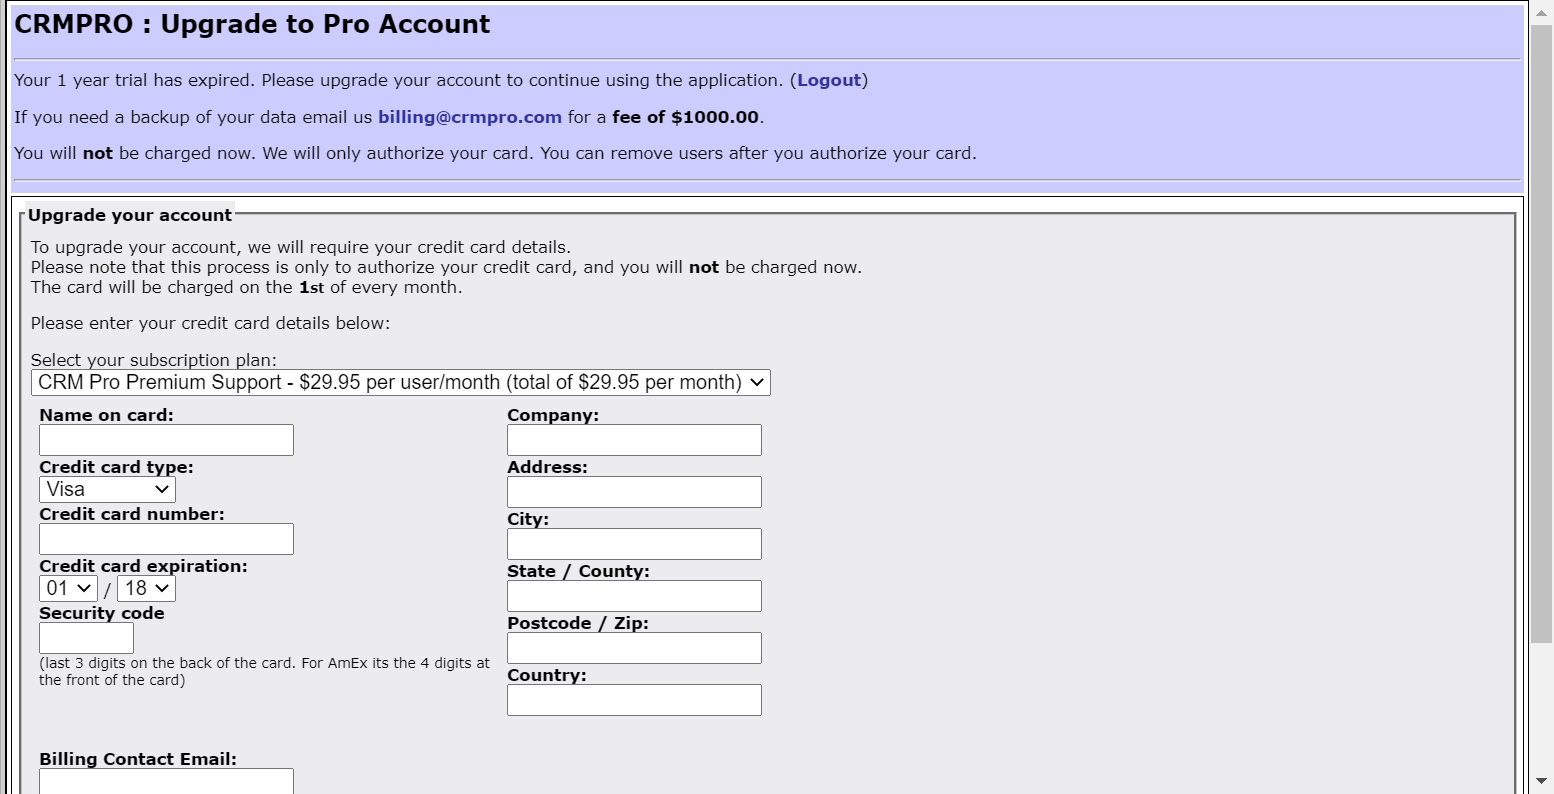 CRMPRO : Upgrade to Pro Account
Your 1 year trial has expired. Please upgrade your account to continue using the application. (Logout)
If you need a backup of your data email us billing@crmpro.com for a fee of $1000.00.
You will not be charged now. We will only authorize your card. You can remove users after you authorize your card.
Upgrade your account
To upgrade your account, we will require your credit card details.
Please note that this process is only to authorize your credit card, and you will not be charged now.
The card will be charged on the 1st of every month.
Please enter your credit card details below:
Select your subscription plan:
CRM Pro Premium Support - $29.95 per user/month (total of $29.95 per month)
Name on card:
Credit card type:
Visa
Credit card number:
Credit card expiration:
01 / 18
Security code
(last 3 digits on the back of the card. For AmEx its the 4 digits at
the front of the card)
Company:
Address:
City:
State / County:
Postcode / Zip:
Country:
Billing Contact Email: